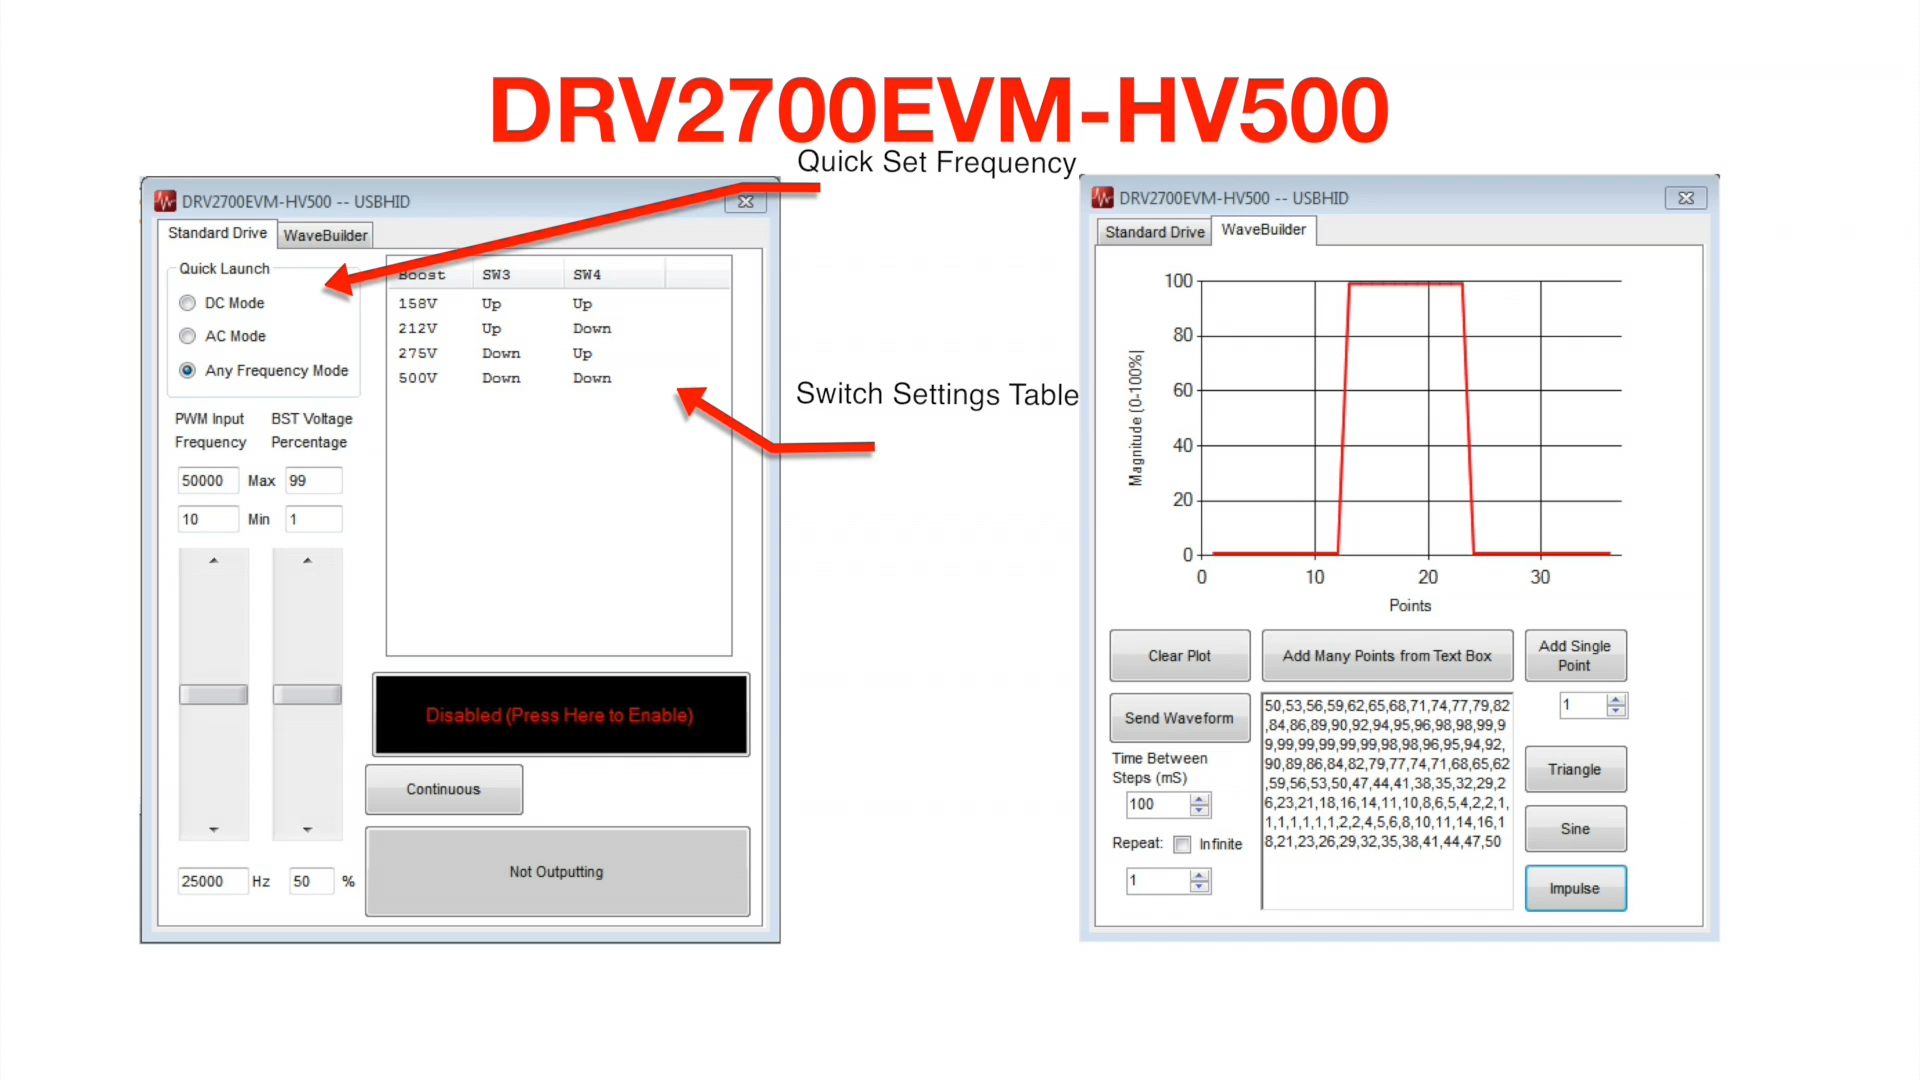 DRV2700EVM-HV500
Quick Set Frequency
DRV2700EVM-HV500 -- USBHID
Standard Drive
WaveBuilder
Quick Launch
DC Mode
AC Mode
Any Frequency Mode
Boost SW3 SW4
158V Up Up
212V Up Down
275V Down Up
500V Down Down
Switch Settings Table
PWM Input
Frequency
BST Voltage
Percentage
50000 Max 99
10 Min 1
25000 Hz 50 %
Disabled (Press Here to Enable)
Continuous
Not Outputting
DRV2700EVM-HV500 -- USBHID
Standard Drive
WaveBuilder
Magnitude [0-100%]
100
80
60
40
20
0
0 10 20 30
Points
Clear Plot
Add Many Points from Text Box
Add Single
Point
1
Send Waveform
Time Between
Steps (mS)
100
Repeat: Infinite
1
50,53,56,59,62,65,68,71,74,77,79,82
,84,86,89,90,92,94,95,96,98,98,99,9
9,99,99,99,99,99,98,98,96,95,94,92,
90,89,86,84,82,79,77,74,71,68,65,62
,59,56,53,50,47,44,41,38,35,32,29,2
6,23,21,18,16,14,11,10,8,6,5,4,2,2,1,
1,1,1,1,1,1,2,2,4,5,6,8,10,11,14,16,1
8,21,23,26,29,32,35,38,41,44,47,50
Triangle
Sine
Impulse